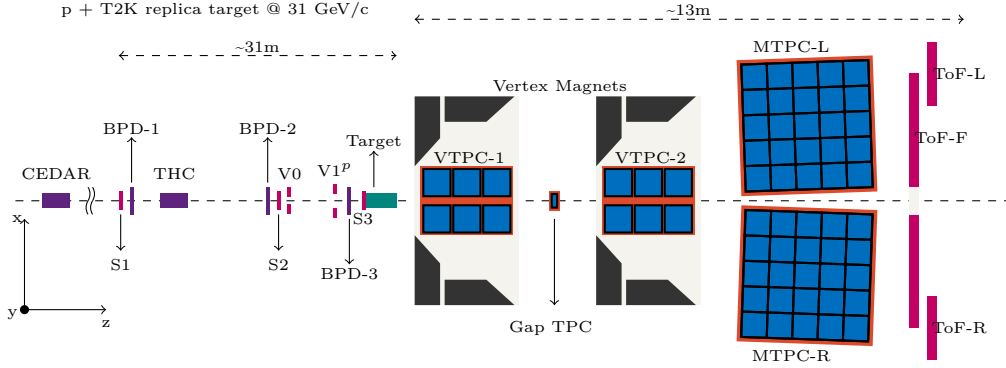 p + T2K replica target @ 31 GeV/c
~13m
~31m
MTPC-L
ToF-L
Vertex Magnets
BPD-1
BPD-2
Target
ToF-F
CEDAR
THC
V0
V1ᵖ
VTPC-1
VTPC-2
x
S3
S1
S2
BPD-3
y
z
Gap TPC
ToF-R
MTPC-R